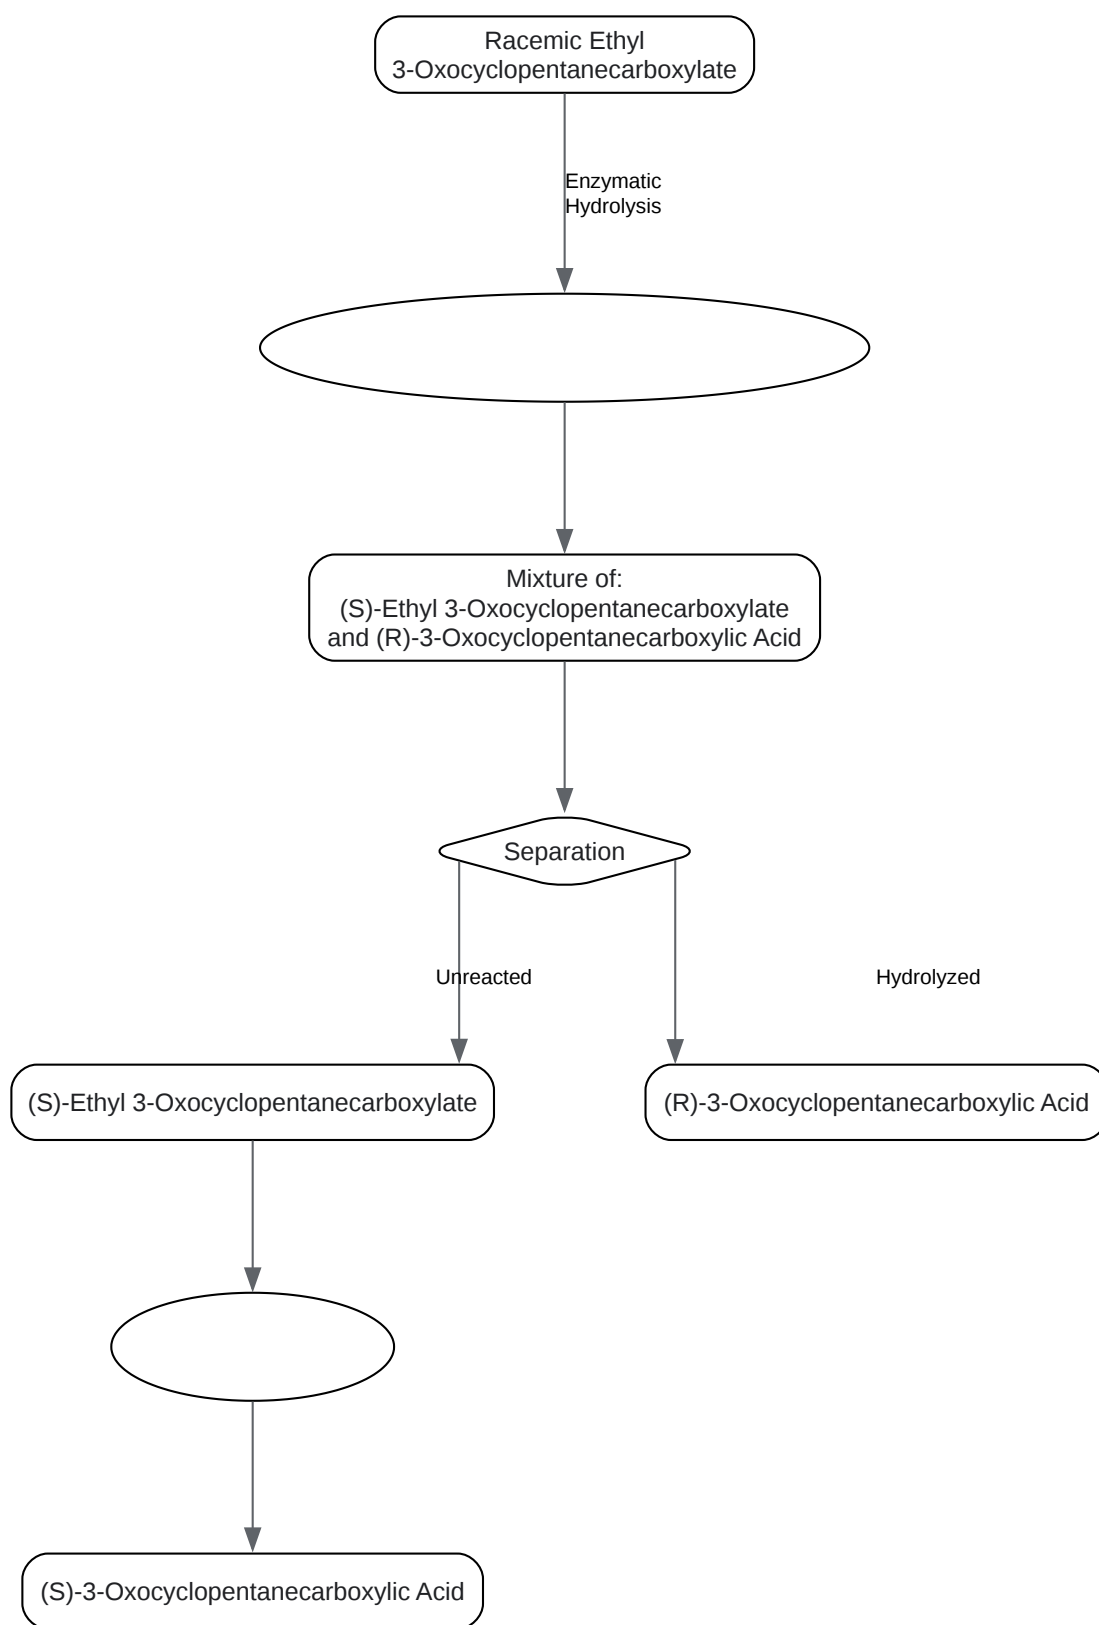 Racemic Ethyl
3-Oxocyclopentanecarboxylate
Enzymatic
Hydrolysis
Mixture of:
(S)-Ethyl 3-Oxocyclopentanecarboxylate
and (R)-3-Oxocyclopentanecarboxylic Acid
Separation
Unreacted
Hydrolyzed
(S)-Ethyl 3-Oxocyclopentanecarboxylate
(R)-3-Oxocyclopentanecarboxylic Acid
(S)-3-Oxocyclopentanecarboxylic Acid